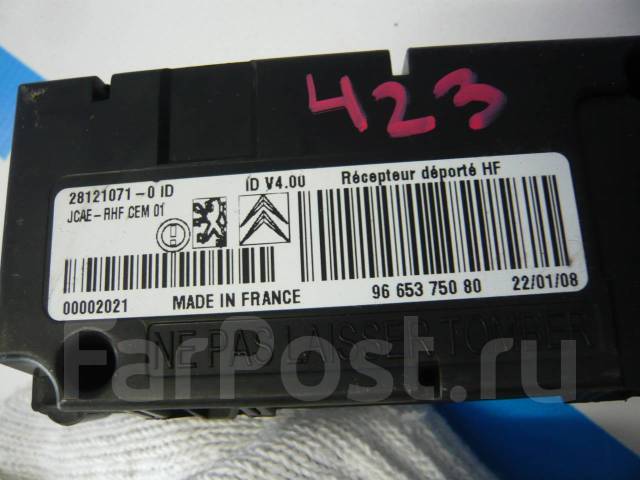 423
28121071-0 ID
ID V4.00
Récepteur déporté HF
JCAE-RHF CEM 01
00002021
MADE IN FRANCE
96 653 750 80
22/01/08
NE PAS LAISSER TOMBER
FarPost.ru